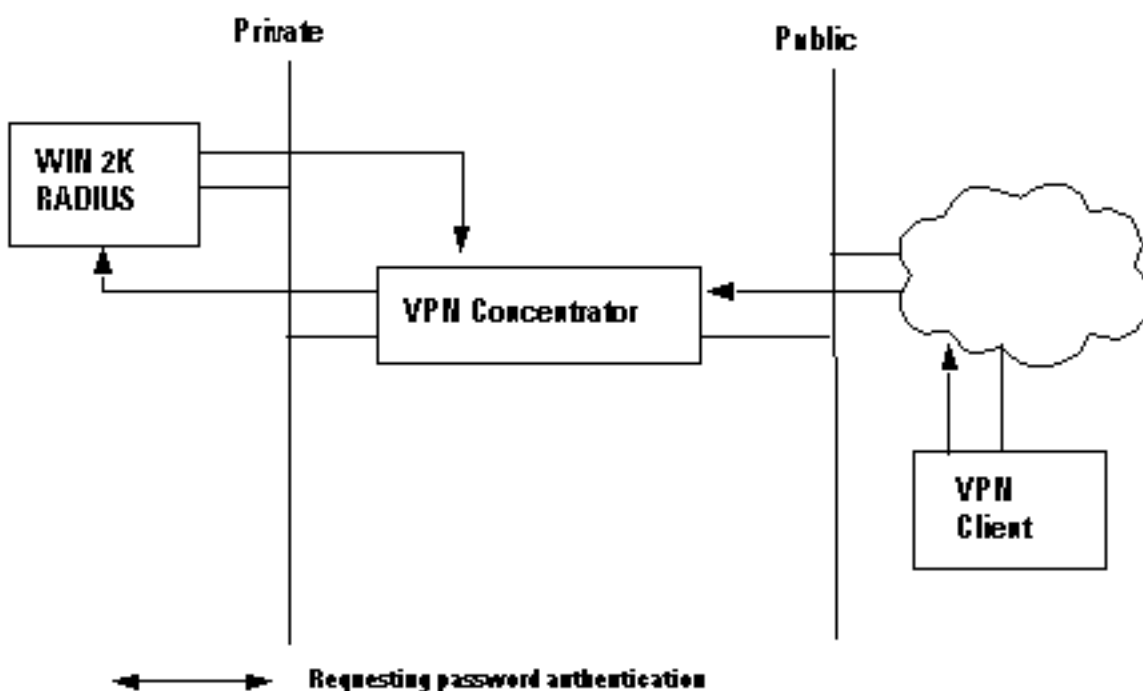 Private
Public
WIN 2K
RADIUS
VPN Concentrator
VPN
Client
Requesting password authentication